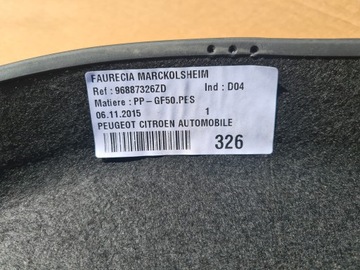 FAURECIA MARCKOLSHEIM
Ref : 96887326ZD Ind : D04
Matiere : PP-GF50.PES
06.11.2015 1
PEUGEOT CITROEN AUTOMOBILE
326